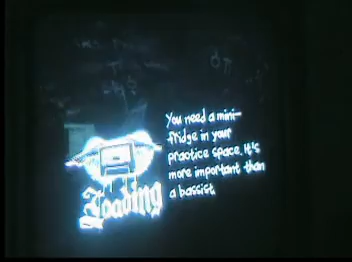 You need a mini-
fridge in your
practice space. It's
more important than
a bassist.
Loading